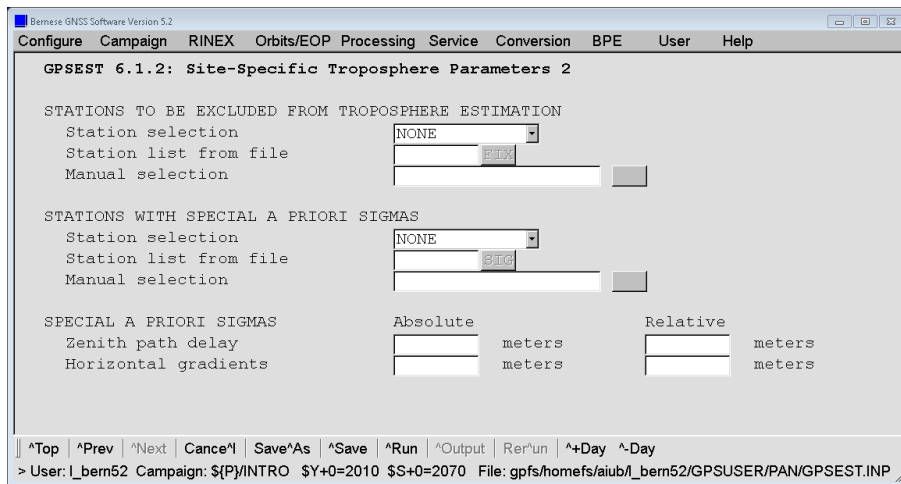 Bernese GNSS Software Version 5.2
Configure Campaign RINEX Orbits/EOP Processing Service Conversion BPE User Help
GPSEST 6.1.2: Site-Specific Troposphere Parameters 2
STATIONS TO BE EXCLUDED FROM TROPOSPHERE ESTIMATION
Station selection NONE
Station list from file FIX
Manual selection
STATIONS WITH SPECIAL A PRIORI SIGMAS
Station selection NONE
Station list from file SIG
Manual selection
SPECIAL A PRIORI SIGMAS Absolute Relative
Zenith path delay meters meters
Horizontal gradients meters meters
^Top ^Prev ^Next Cance^l Save^As ^Save ^Run ^Output Rer^un ^+Day ^-Day
> User: l_bern52 Campaign: ${P}/INTRO $Y+0=2010 $S+0=2070 File: gpfs/homefs/aiub/l_bern52/GPSUSER/PAN/GPSEST.INP